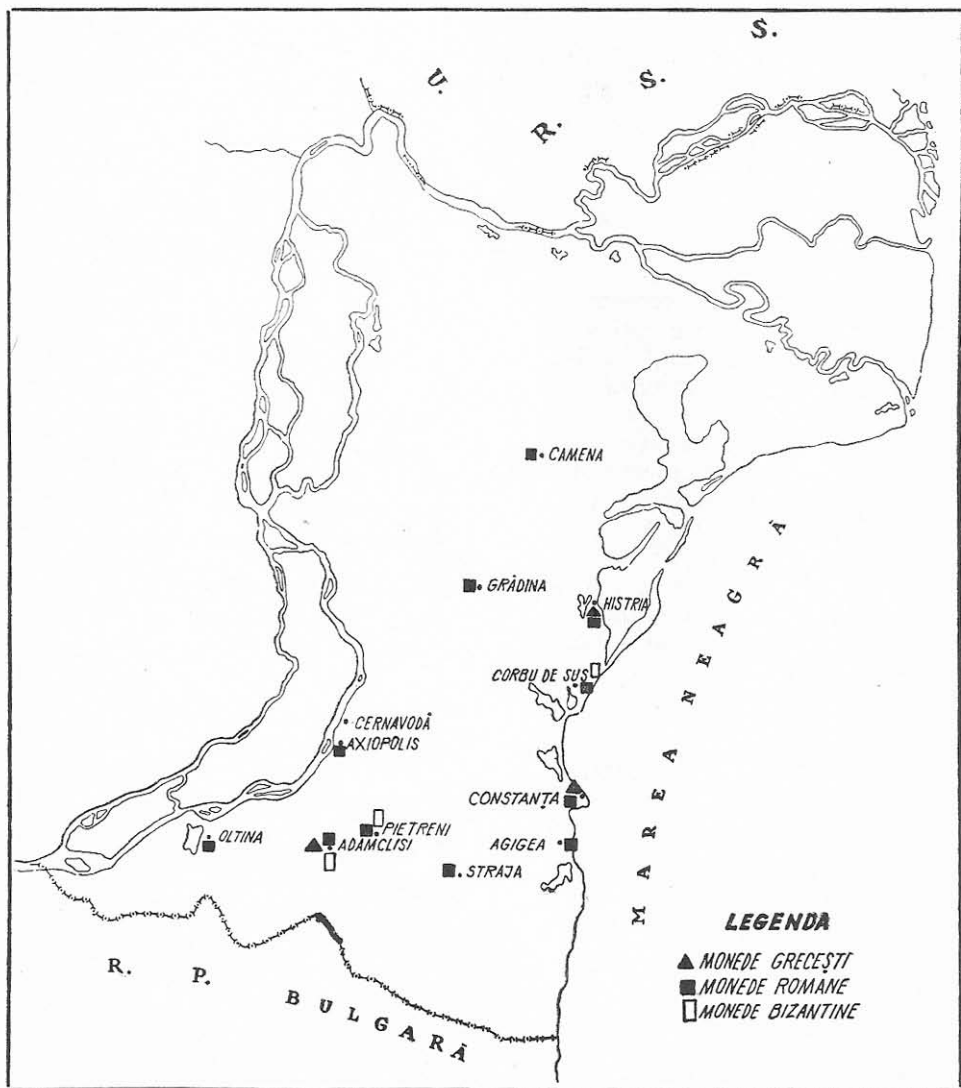 U. R. S. S.
CAMENA
GRĂDINA
HISTRIA
CORBU DE SUS
CERNAVODĂ
AXIOPOLIS
CONSTANȚA
PIETRENI
OLTINA
ADAMCLISI
AGIGEA
STRAJA
MAREA NEAGRĂ
LEGENDA
MONEDE GRECEȘTI
MONEDE ROMANE
MONEDE BIZANTINE
R. P. BULGARĂ